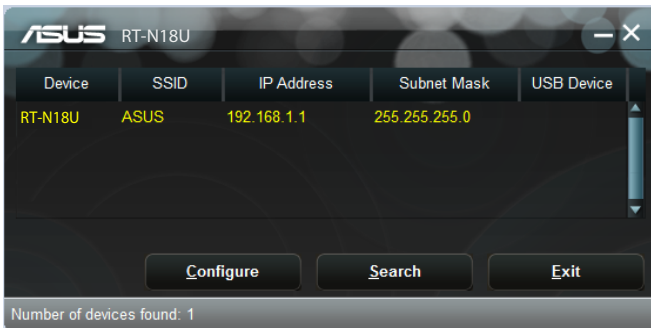 ASUS RT-N18U
Device SSID IP Address Subnet Mask USB Device
RT-N18U ASUS 192.168.1.1 255.255.255.0
Configure Search Exit
Number of devices found: 1